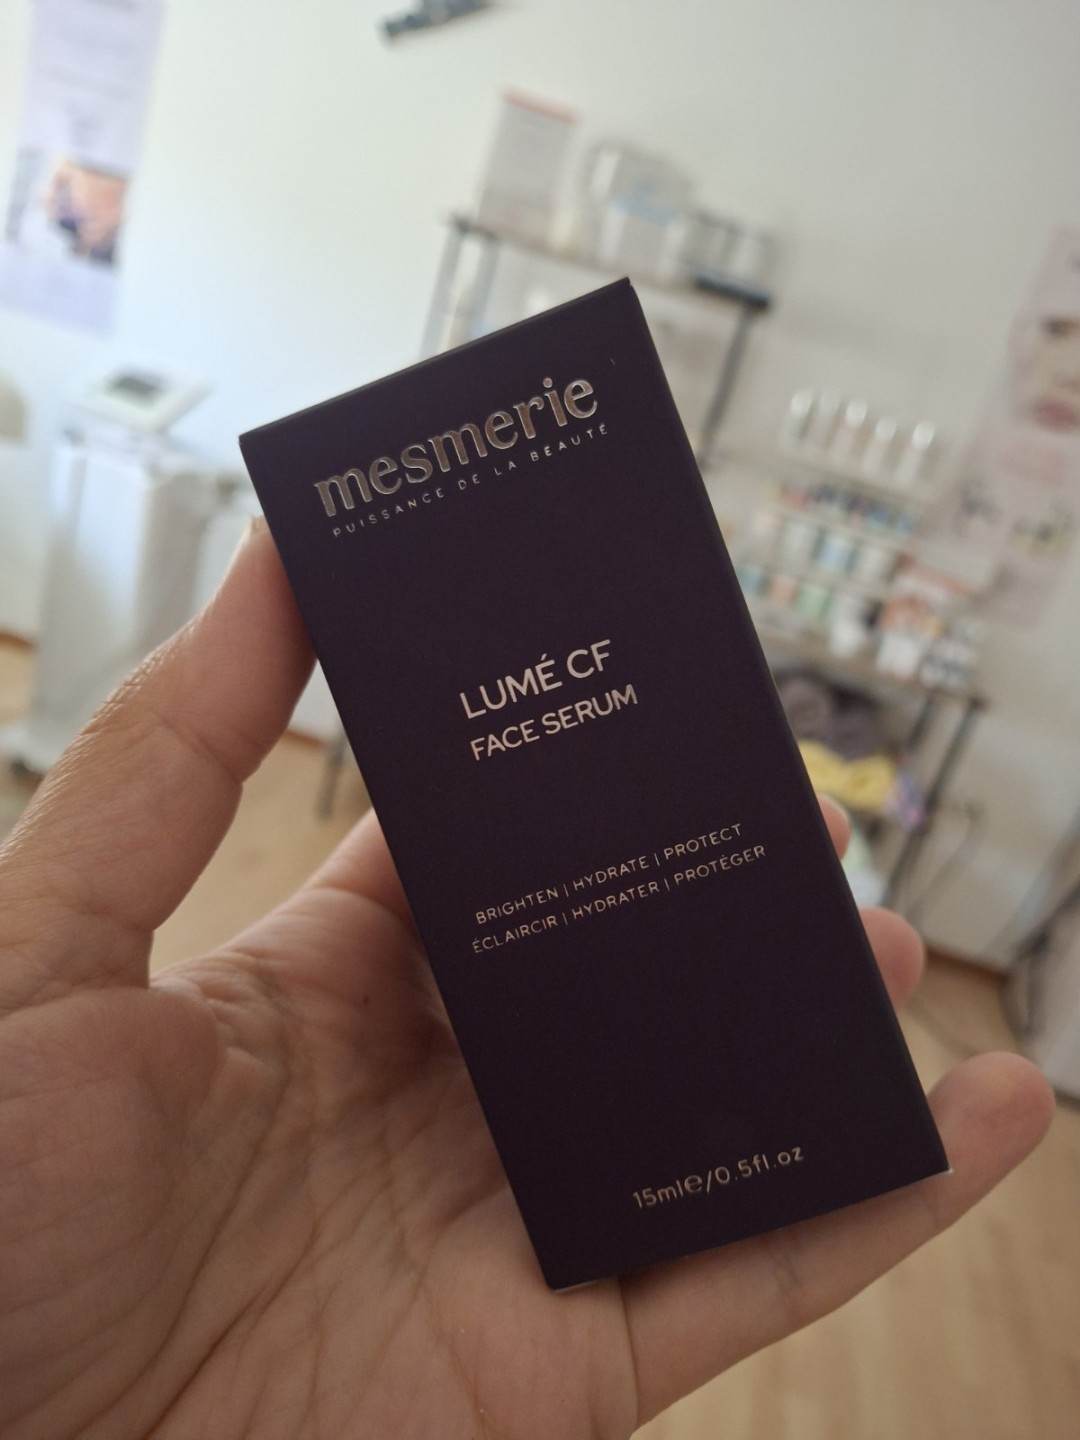 mesmerie
PUISSANCE DE LA BEAUTÉ
LUMÉ CF
FACE SERUM
BRIGHTEN | HYDRATE | PROTECT
ÉCLAIRCIR | HYDRATER | PROTÉGER
15ml℮/0.5fl.oz